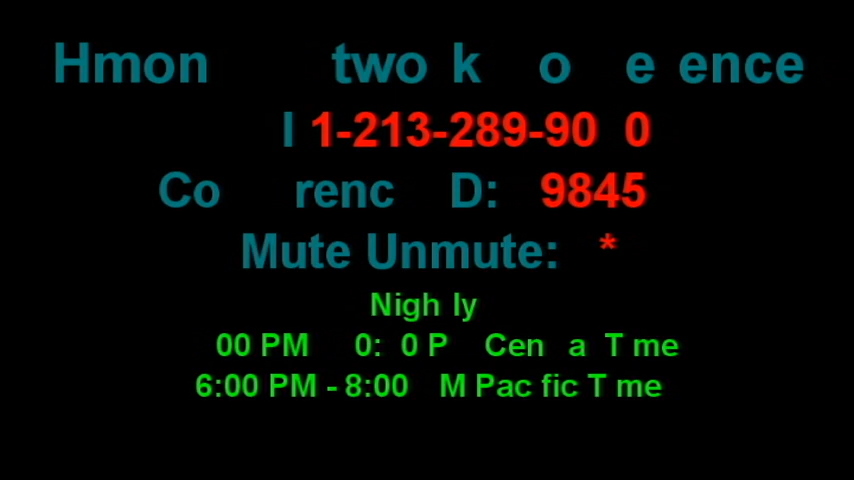 Hmon two k o e ence
l 1-213-289-90 0
Co renc D: 9845
Mute Unmute: *
Nigh ly
00 PM 0: 0 P Cen a T me
6:00 PM - 8:00 M Pac fic T me